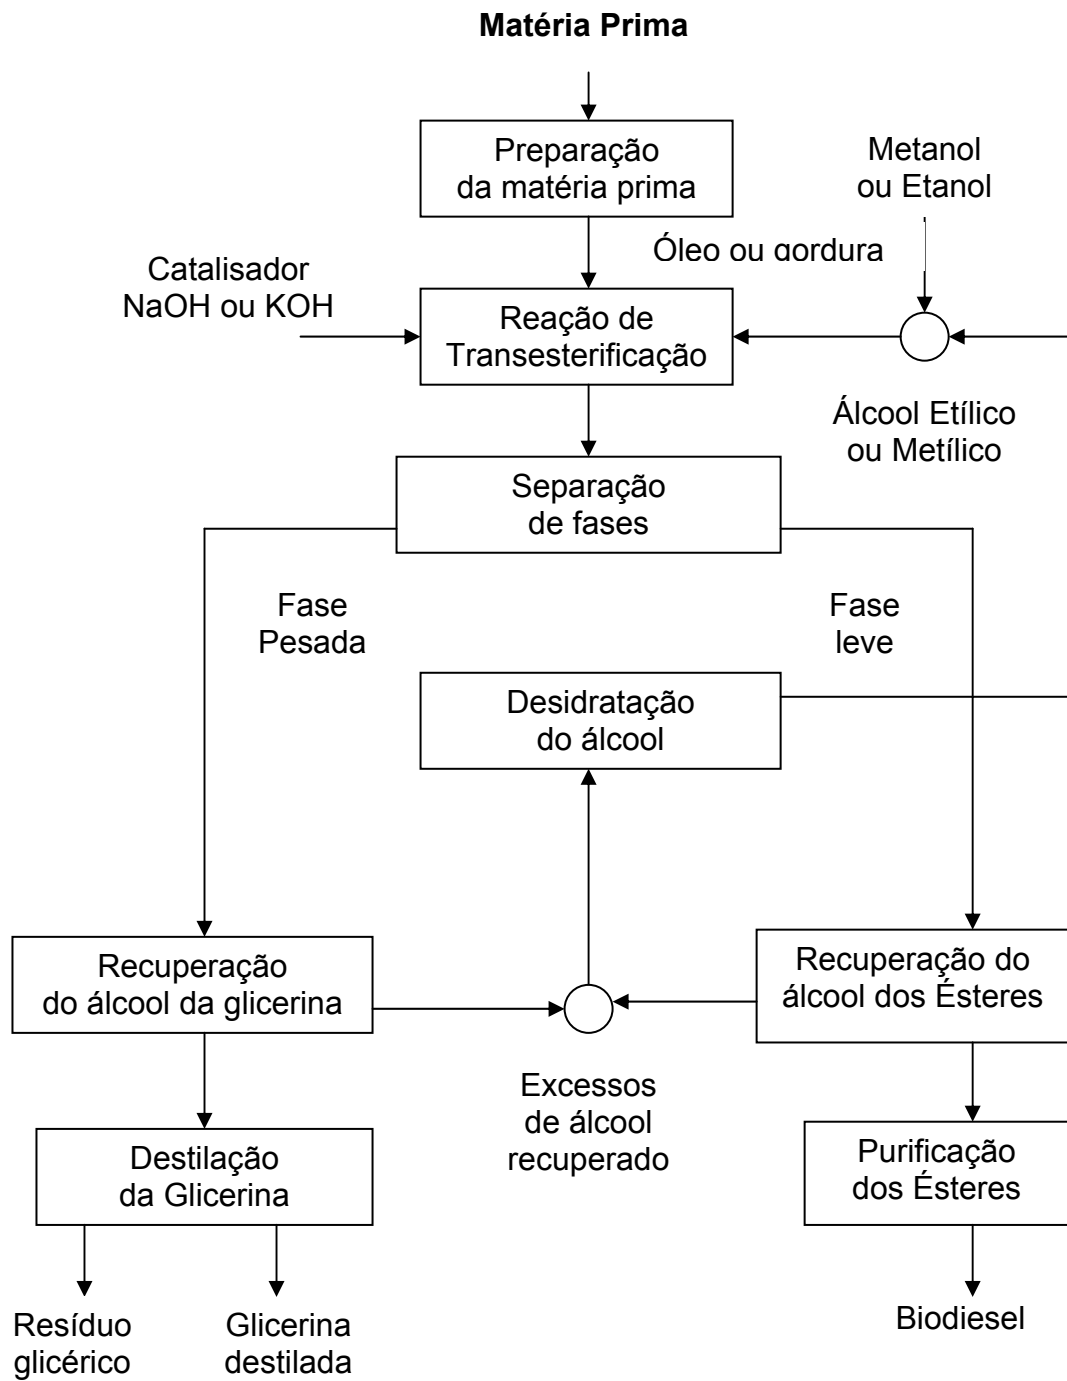 Matéria Prima
Preparação
da matéria prima
Metanol
ou Etanol
Óleo ou gordura
Catalisador
NaOH ou KOH
Reação de
Transesterificação
Álcool Etílico
ou Metílico
Separação
de fases
Fase
Pesada
Fase
leve
Desidratação
do álcool
Recuperação
do álcool da glicerina
Recuperação do
álcool dos Ésteres
Excessos
de álcool
recuperado
Destilação
da Glicerina
Purificação
dos Ésteres
Resíduo
glicérico
Glicerina
destilada
Biodiesel